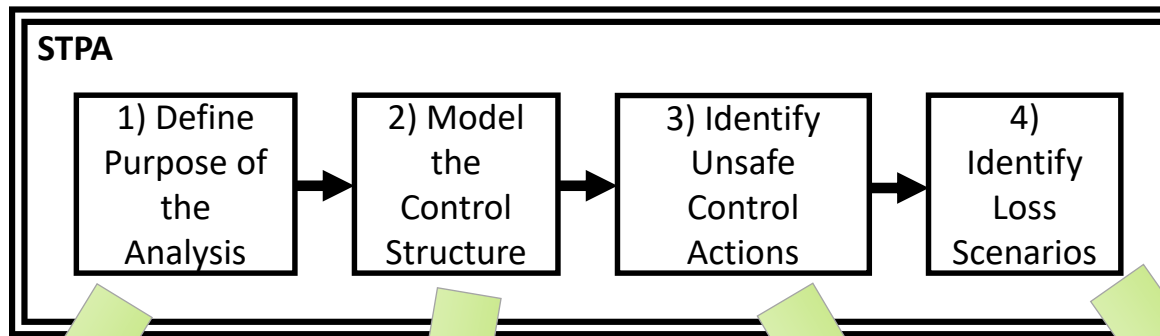 STPA
1) Define
Purpose of
the
Analysis
2) Model
the
Control
Structure
3) Identify
Unsafe
Control
Actions
4)
Identify
Loss
Scenarios